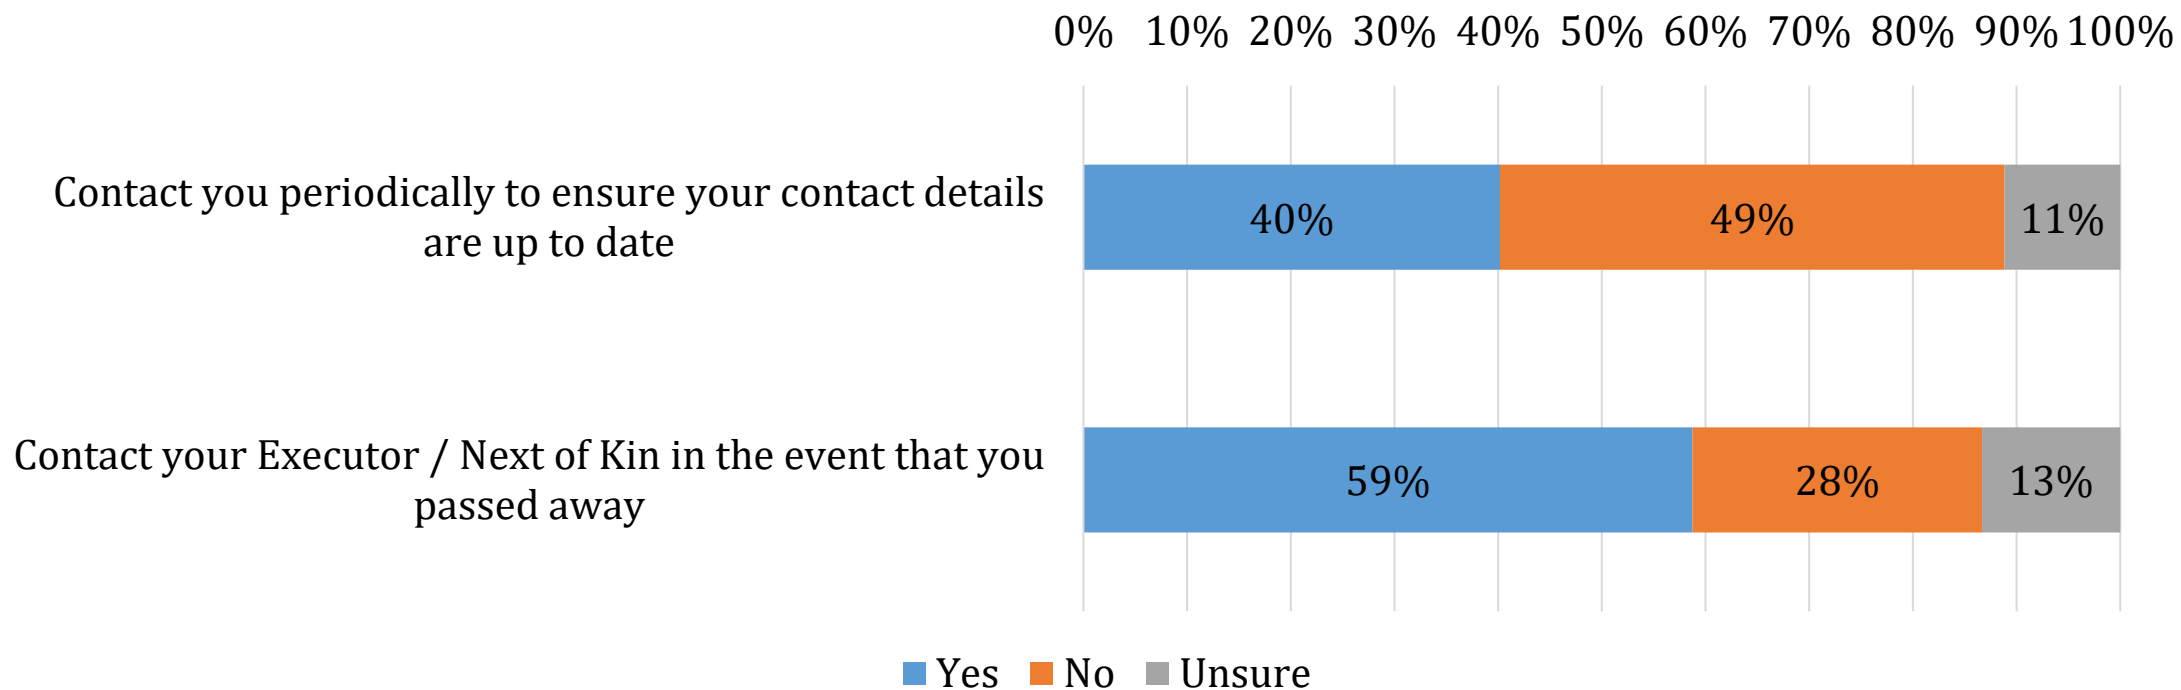 0% 10% 20% 30% 40% 50% 60% 70% 80% 90% 100%
Contact you periodically to ensure your contact details
are up to date
40% 49% 11%
Contact your Executor / Next of Kin in the event that you
passed away
59% 28% 13%
Yes No Unsure